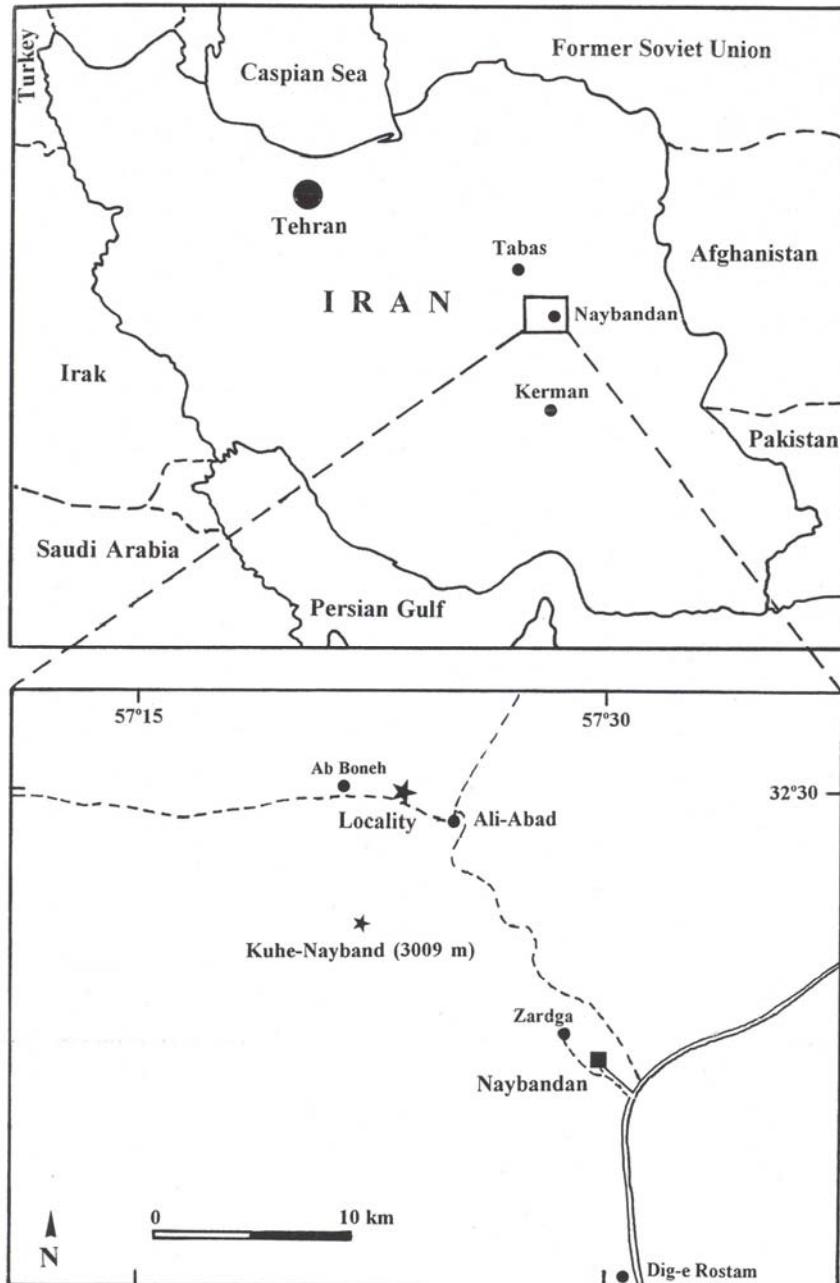 Turkey
Caspian Sea
Former Soviet Union
Tehran
Tabas
Afghanistan
I R A N
Naybandan
Irak
Kerman
Pakistan
Saudi Arabia
Persian Gulf
57°15
57°30
Ab Boneh
32°30
Locality
Ali-Abad
Kuhe-Nayband (3009 m)
Zardga
Naybandan
0 10 km
N
Dig-e Rostam